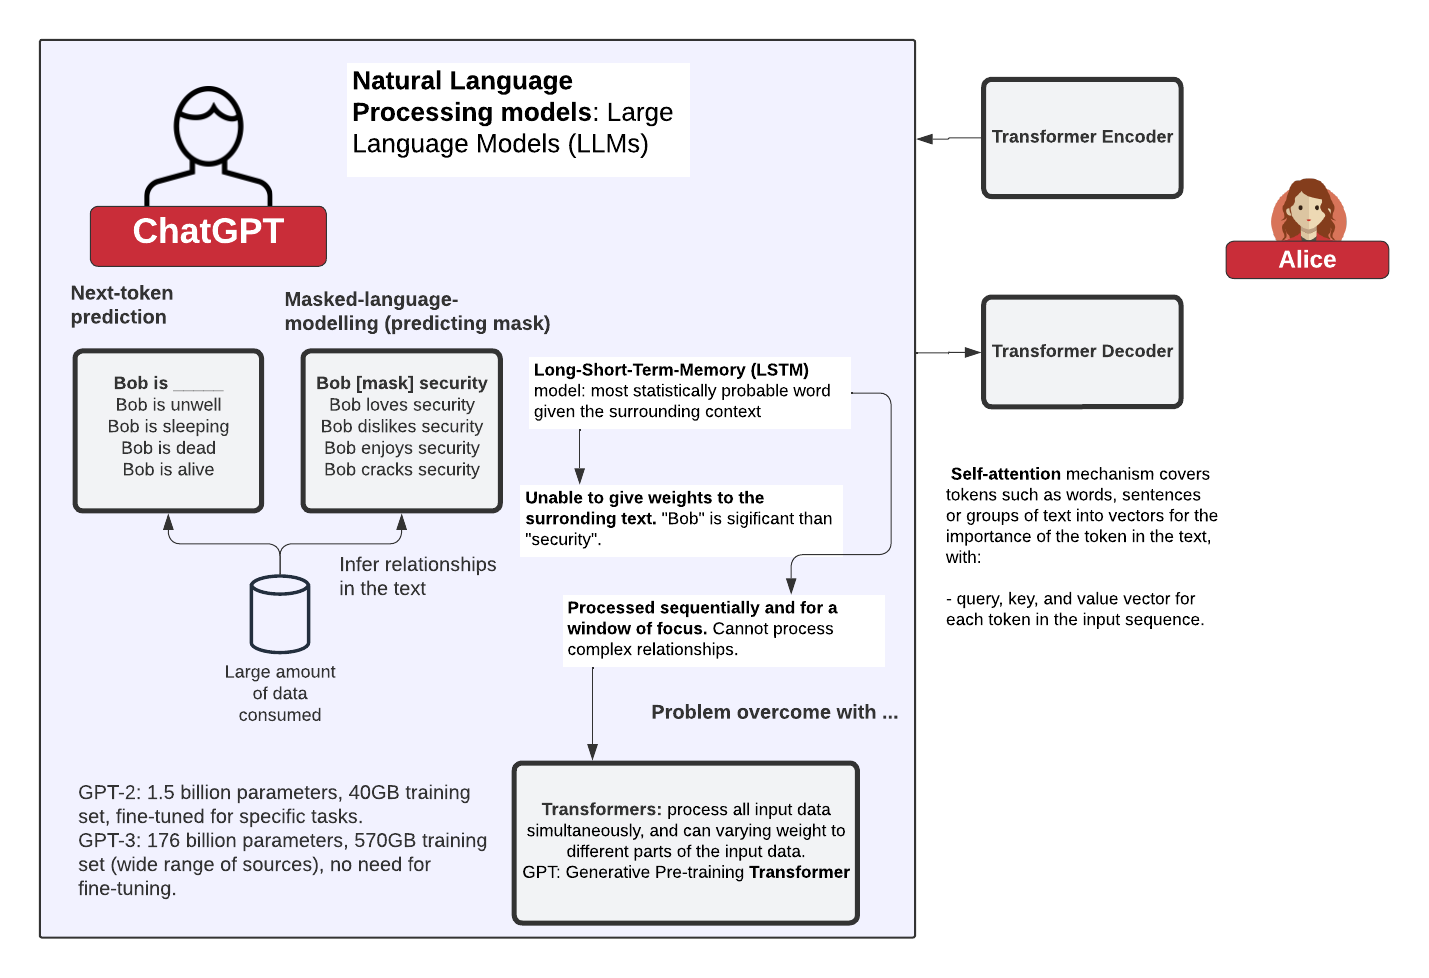 Natural Language
Processing models: Large
Language Models (LLMs)
ChatGPT
Transformer Encoder
Alice
Transformer Decoder
Next-token
prediction
Masked-language-
modelling (predicting mask)
Bob is _____
Bob is unwell
Bob is sleeping
Bob is dead
Bob is alive
Bob [mask] security
Bob loves security
Bob dislikes security
Bob enjoys security
Bob cracks security
Infer relationships
in the text
Large amount
of data
consumed
Long-Short-Term-Memory (LSTM)
model: most statistically probable word
given the surrounding context
Unable to give weights to the
surronding text. "Bob" is sigificant than
"security".
Processed sequentially and for a
window of focus. Cannot process
complex relationships.
Problem overcome with ...
Transformers: process all input data
simultaneously, and can varying weight to
different parts of the input data.
GPT: Generative Pre-training Transformer
GPT-2: 1.5 billion parameters, 40GB training
set, fine-tuned for specific tasks.
GPT-3: 176 billion parameters, 570GB training
set (wide range of sources), no need for
fine-tuning.
Self-attention mechanism covers
tokens such as words, sentences
or groups of text into vectors for the
importance of the token in the text,
with:
- query, key, and value vector for
each token in the input sequence.